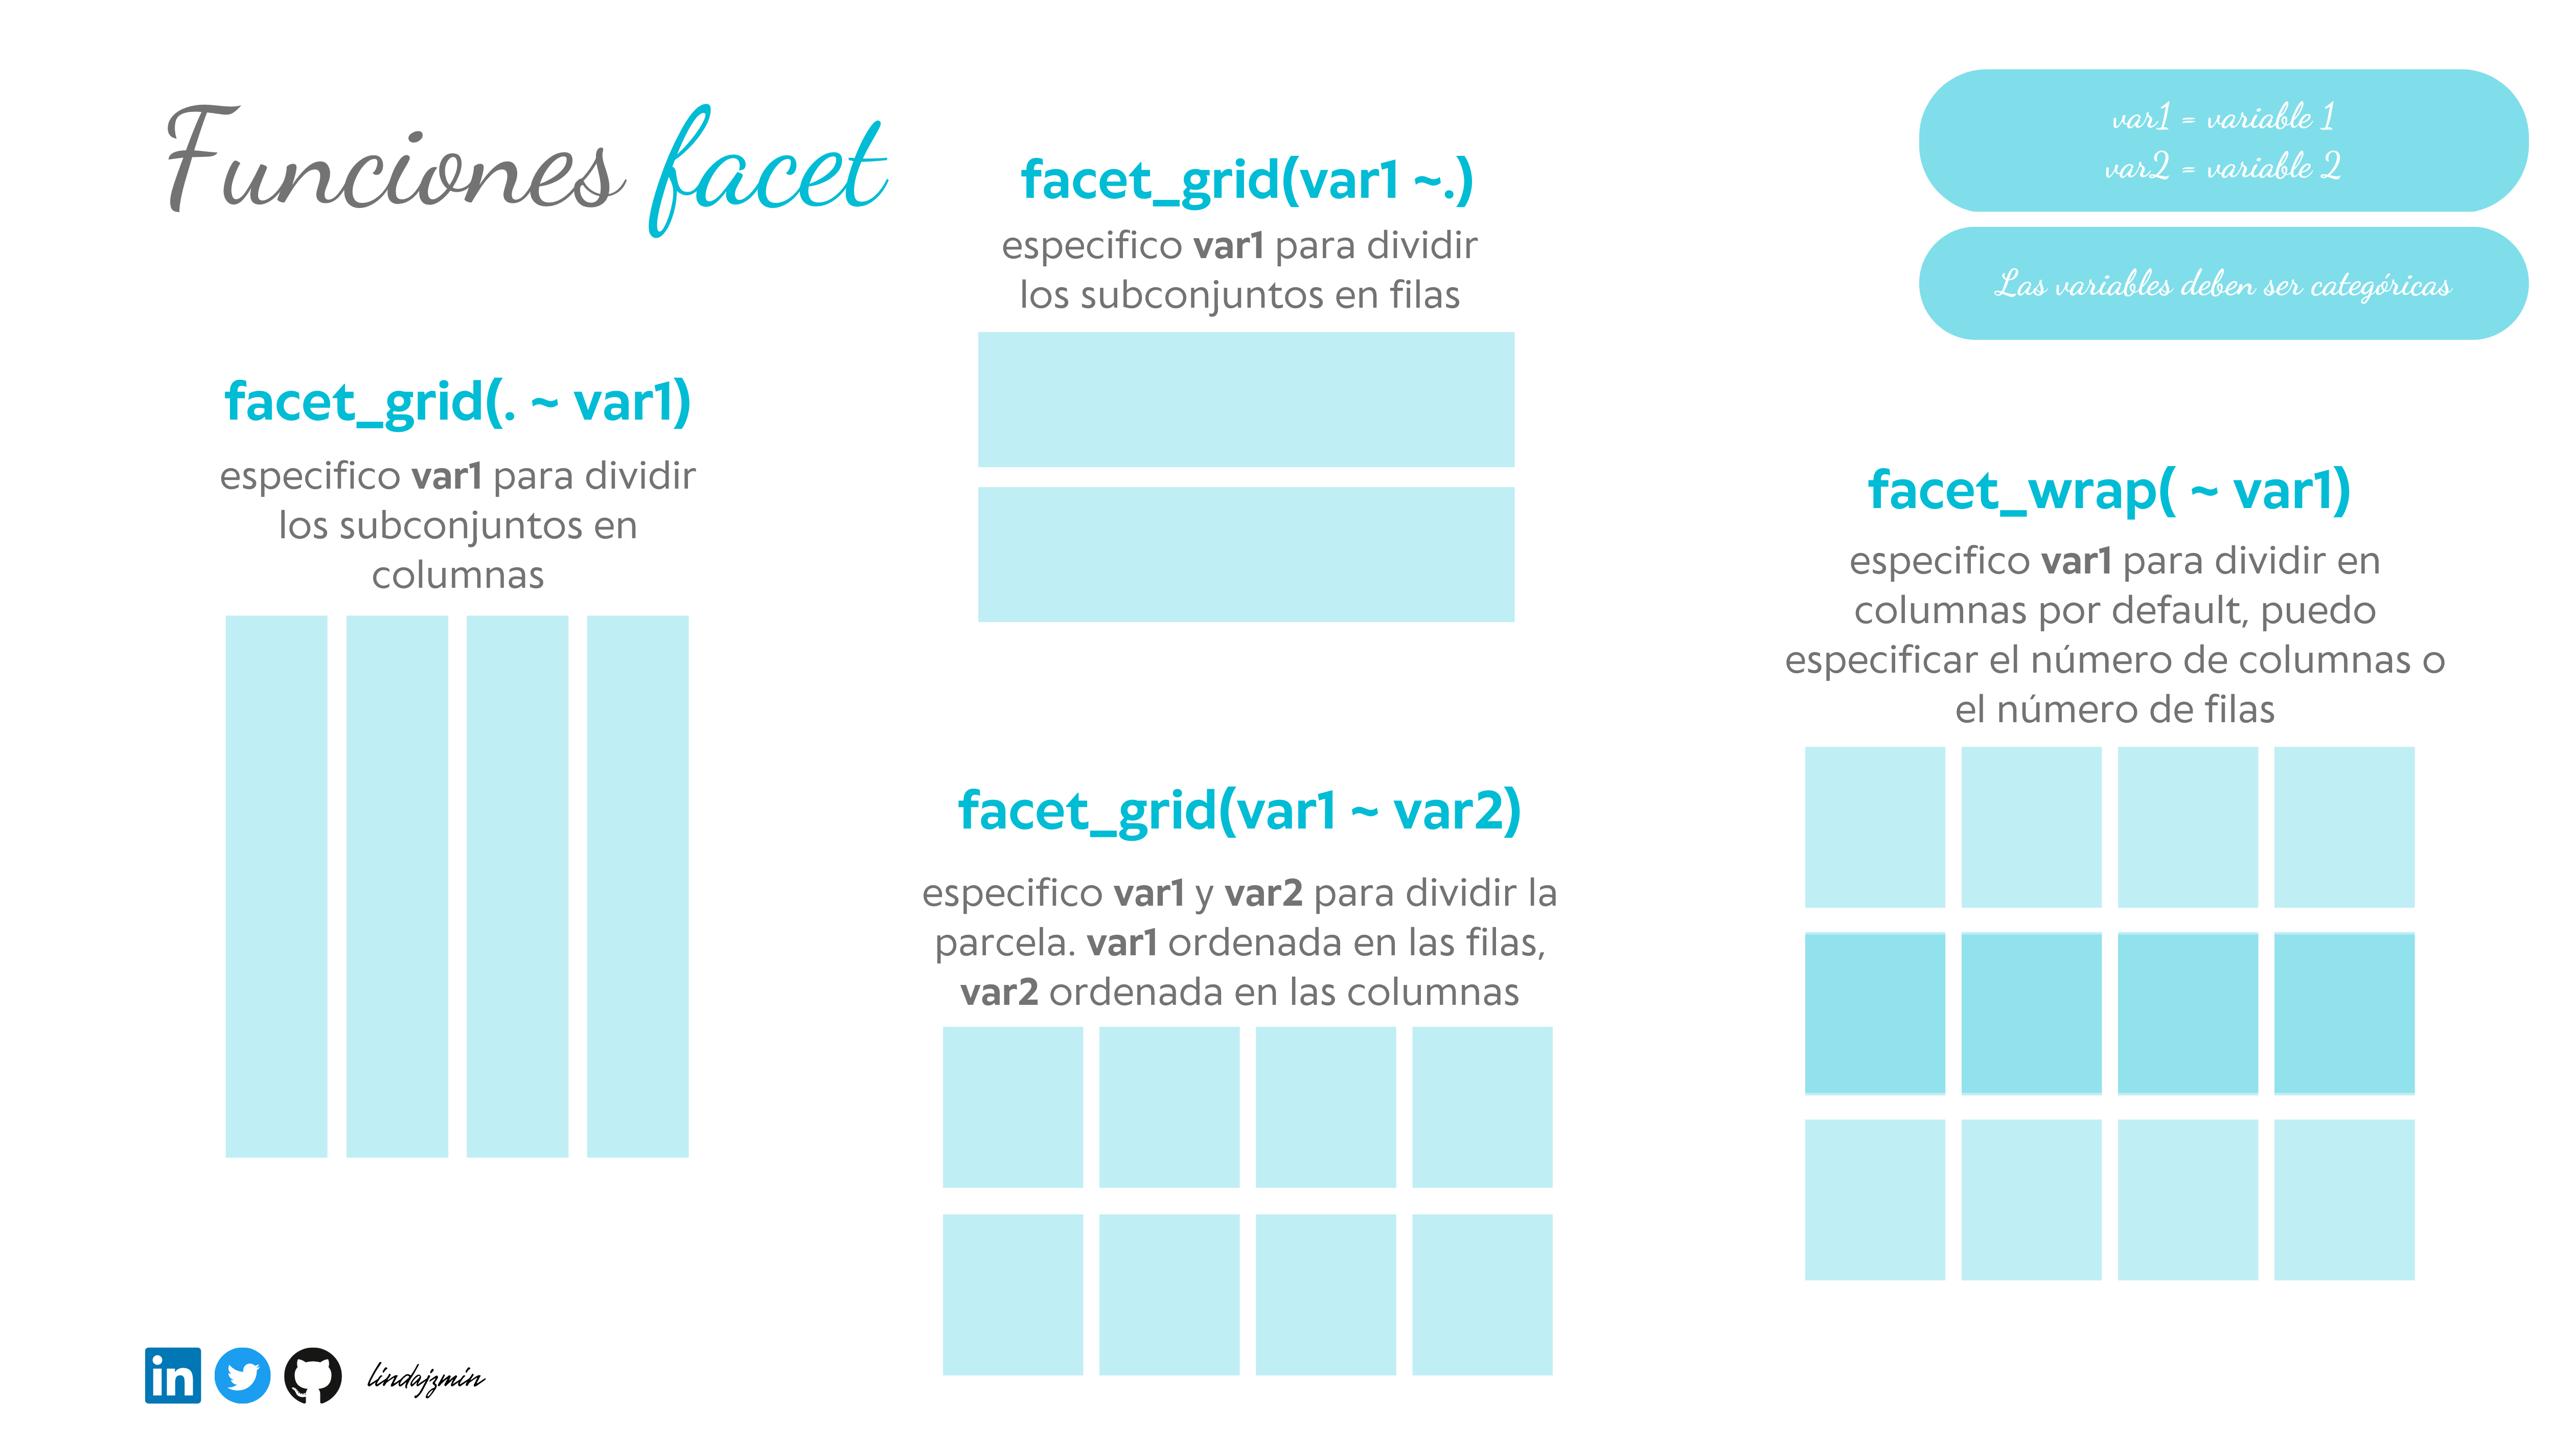 Funciones facet
facet_grid(. ~ var1)
especifico var1 para dividir
los subconjuntos en
columnas
facet_grid(var1 ~.)
especifico var1 para dividir
los subconjuntos en filas
facet_grid(var1 ~ var2)
especifico var1 y var2 para dividir la
parcela. var1 ordenada en las filas,
var2 ordenada en las columnas
var1 = variable 1
var2 = variable 2
Las variables deben ser categóricas
facet_wrap( ~ var1)
especifico var1 para dividir en
columnas por default, puedo
especificar el número de columnas o
el número de filas
in
lindajzmin